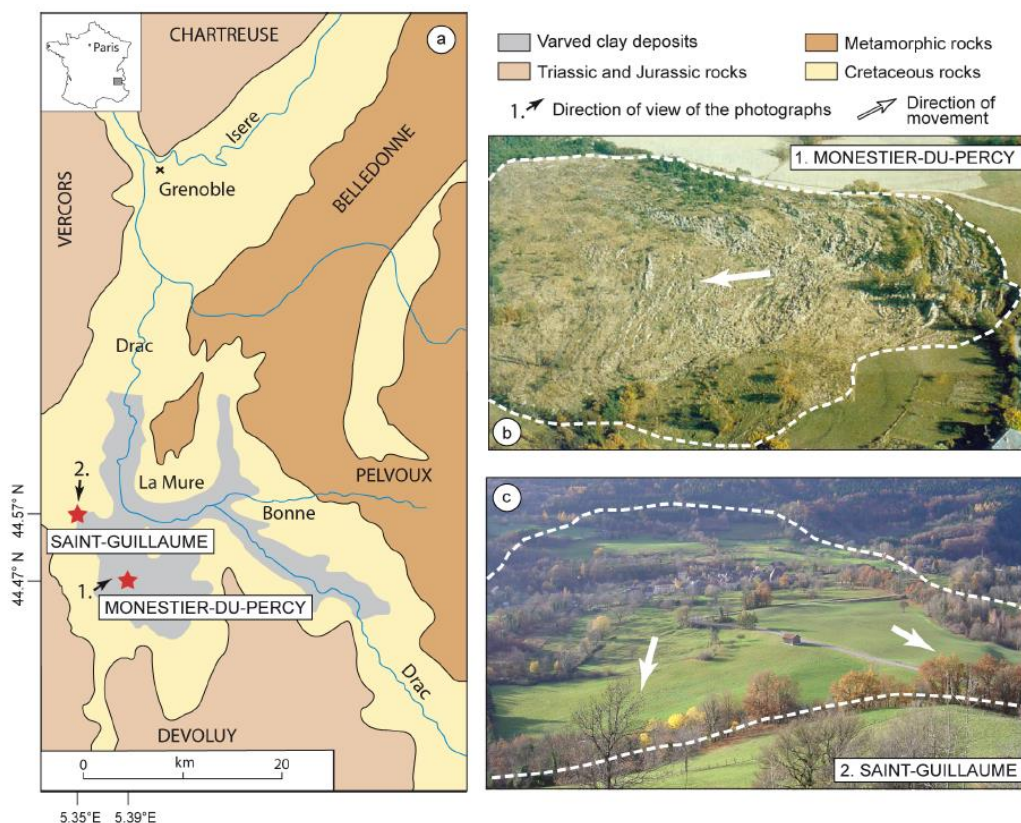 Paris
CHARTREUSE
a
Isere
Grenoble
BELLEDONNE
VERCORS
Drac
La Mure
PELVOUX
Bonne
2.
44.57° N
SAINT-GUILLAUME
44.47° N
1.
MONESTIER-DU-PERCY
Drac
DEVOLUY
0 km 20
5.35°E 5.39°E
Varved clay deposits
Metamorphic rocks
Triassic and Jurassic rocks
Cretaceous rocks
1. Direction of view of the photographs
Direction of
movement
1. MONESTIER-DU-PERCY
b
c
2. SAINT-GUILLAUME